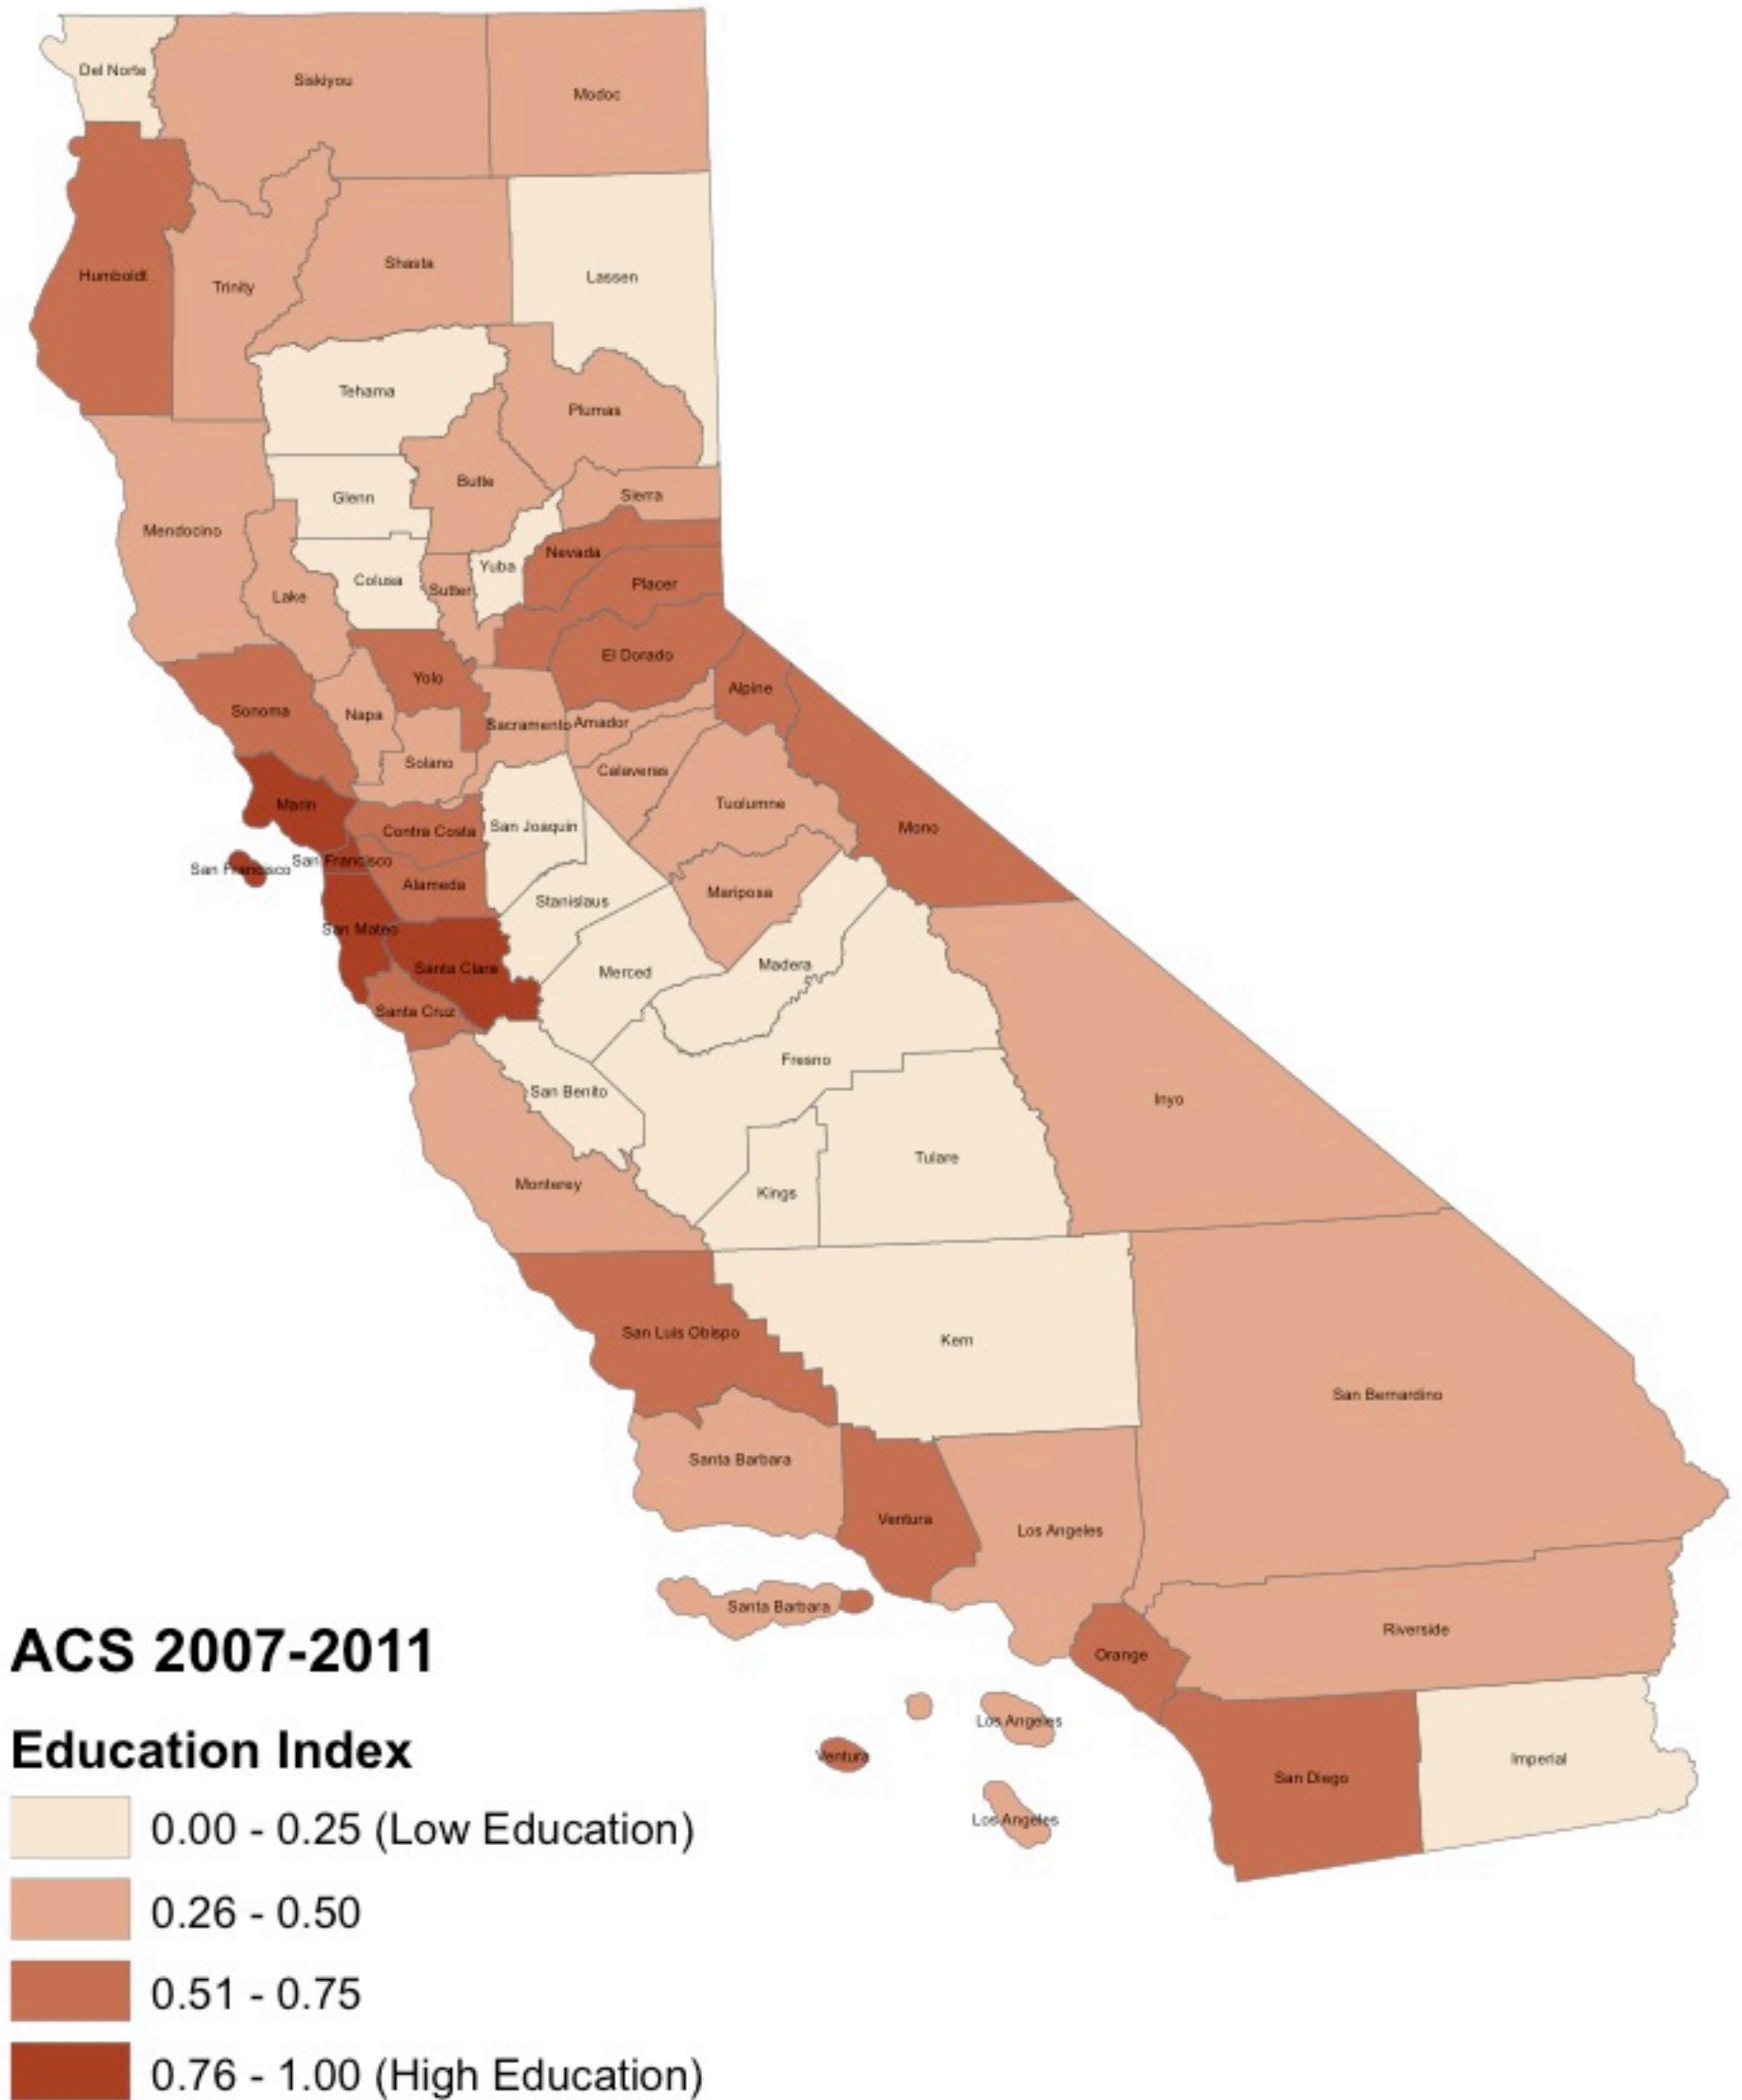 Del Norte
Siskiyou
Modoc
Humboldt
Trinity
Shasta
Lassen
Tehama
Plumas
Butte
Glenn
Sierra
Mendocino
Nevada
Yuba
Colusa
Placer
Sutter
Lake
El Dorado
Yolo
Alpine
Sonoma
Napa
Sacramento
Amador
Solano
Calaveras
Marin
Tuolumne
San Joaquin
Contra Costa
Mono
San Francisco
San Francisco
Alameda
Mariposa
Stanislaus
San Mateo
Santa Clara
Merced
Madera
Santa Cruz
Fresno
San Benito
Inyo
Tulare
Monterey
Kings
San Luis Obispo
Kern
San Bernardino
Santa Barbara
Ventura
Los Angeles
Santa Barbara
Riverside
Orange
Los Angeles
Ventura
Imperial
San Diego
Los Angeles
ACS 2007-2011
Education Index
0.00 - 0.25 (Low Education)
0.26 - 0.50
0.51 - 0.75
0.76 - 1.00 (High Education)